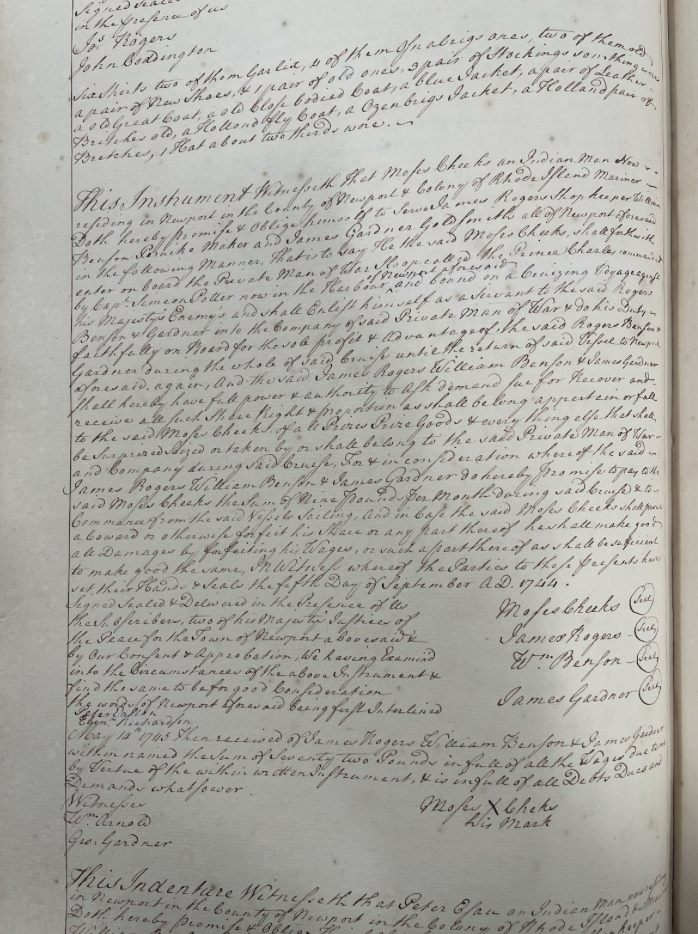 Signed Sealed
in the presence of us
Jos. Rogers
John Coddington
Six Shirts two of them Garlix, 4 of them Osnabrigs ones, two of them old
a pair of New Shoes, & 1 pair of old ones, 3 pair of Stockings something wore
a old Great Coat, a old Close bodied Coat, a blue Jacket, a pair of Leather
Bretches old, a Holland fly Coat, a Ozenbrigs Jacket, a Holland pair of
Bretches, 1 Hat about two thirds wore.
This Instrument Witnesseth That Moses Cheeks an Indian Man Now
residing in Newport in the County of Newport & Colony of Rhode Island Mariner
Doth hereby Promise & Oblige himself to Serve James Rogers Shop keeper William
Benson Peruke Maker and James Gardner Goldsmith all of Newport aforesaid
in the following Manner, That is to say He the said Moses Cheeks, shall forthwith
enter on board the Private Man of War Sloop called the Prince Charles, commanded
by Capt. Simeon Potter now in the Harbour of Newport aforesaid and bound on a Cruizing Voyage against
his Majestys Enemys and shall Enlist himself as a Servant to the said Rogers
Benson & Gardner into the Company of said Private Man of War & do his Duty
faithfully on Board for the sole profit & Advantage of the said Rogers Benson &
Gardner during the whole of said Cruise until the return of said Vessel to Newport
aforesaid, again, And the said James Rogers William Benson & James Gardner
shall hereby have full power & authority to Ask demand sue for Recover and
receive all such Share Right & proportion as shall belong appertain or fall
to the said Moses Cheeks of all Prizes Prize Goods & every thing else that shall
be Surprized Seized or taken by or shall belong to the said Private Man of War
and Company during said Cruise, For & in consideration whereof the said
James Rogers William Benson & James Gardner do hereby promise to pay to the
said Moses Cheeks the Sum of Nine Pounds per Month During said Cruise & to
Commence from the said Vessels Sailing, And in Case the said Moses Cheeks shall prove
a Coward or otherwise forfeit his Share or any part thereof he shall make good
all Damages by forfeiting his Wages, or such a part thereof as shall be sufficient
to make good the same, In Witness whereof the Parties to these Presents have
set their Hands & Seals the fifth Day of September A.D. 1744.
Signed Sealed & Delivered in the Presence of Us
the Subscribers, two of his Majesty Justices of
the Peace for the Town of Newport abovesaid &
by Our Consent & Approbation, We having Examined
into the Circumstances of the above Instrument &
find the same to be for good Consideration
the words of Newport aforesaid being first Interlined
Moses Cheeks Seal
James Rogers Seal
Wm. Benson Seal
James Gardner Seal
Peter Easton
Ebenr. Richardson
May 14th 1745 then received of James Rogers William Benson & James Gardner
within named the Sum of Seventy two Pounds in full of all the Wages due to me
by Virtue of the within written Instrument, & is in full of all Debts Dues and
Demands whatsoever
Witnesses
Wm. Arnold
Geo. Gardner
Moses X Cheeks
his Mark
This Indenture Witnesseth that Peter Esau an Indian Man now residing
in Newport in the County of Newport in the Colony of Rhode Island &
Doth hereby Promise & Oblige